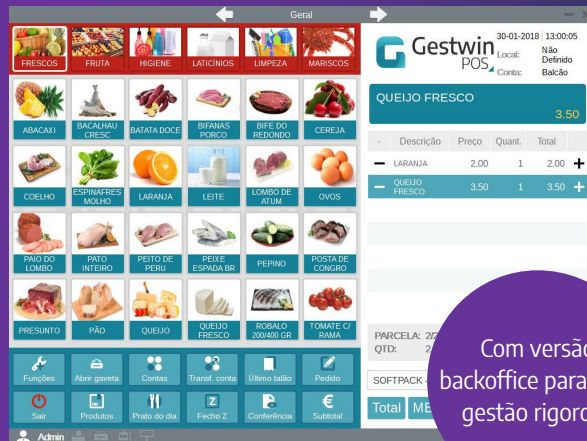 Geral
FRESCOS
FRUTA
HIGIENE
LATICÍNIOS
LIMPEZA
MARISCOS
ABACAXI
BACALHAU CRESC
BATATA DOCE
BIFANAS PORCO
BIFE DO REDONDO
CEREJA
COELHO
ESPINAFRES MOLHO
LARANJA
LEITE
LOMBO DE ATUM
OVOS
PAIO DO LOMBO
PATO INTEIRO
PEITO DE PERU
PEIXE ESPADA BR
PEPINO
POSTA DE CONGRO
PRESUNTO
PÃO
QUEIJO
QUEIJO FRESCO
ROBALO 200/400 GR
TOMATE C/ RAMA
Funções
Abrir gaveta
Contas
Transf. conta
Último talão
Pedido
Sair
Produtos
Prato do dia
Z
Fecho Z
Conferência
€
Subtotal
Admin
Gestwin
POS
30-01-2018 13:00:05
Local: Não Definido
Conta: Balcão
QUEIJO FRESCO
3.50
- Descrição Preço Quant. Total
LARANJA 2.00 1 2.00
QUEIJO FRESCO 3.50 1 3.50
PARCELA: 2/2
QTD: 2
SOFTPACK -
Total
Com versão
backoffice para
gestão rigoro